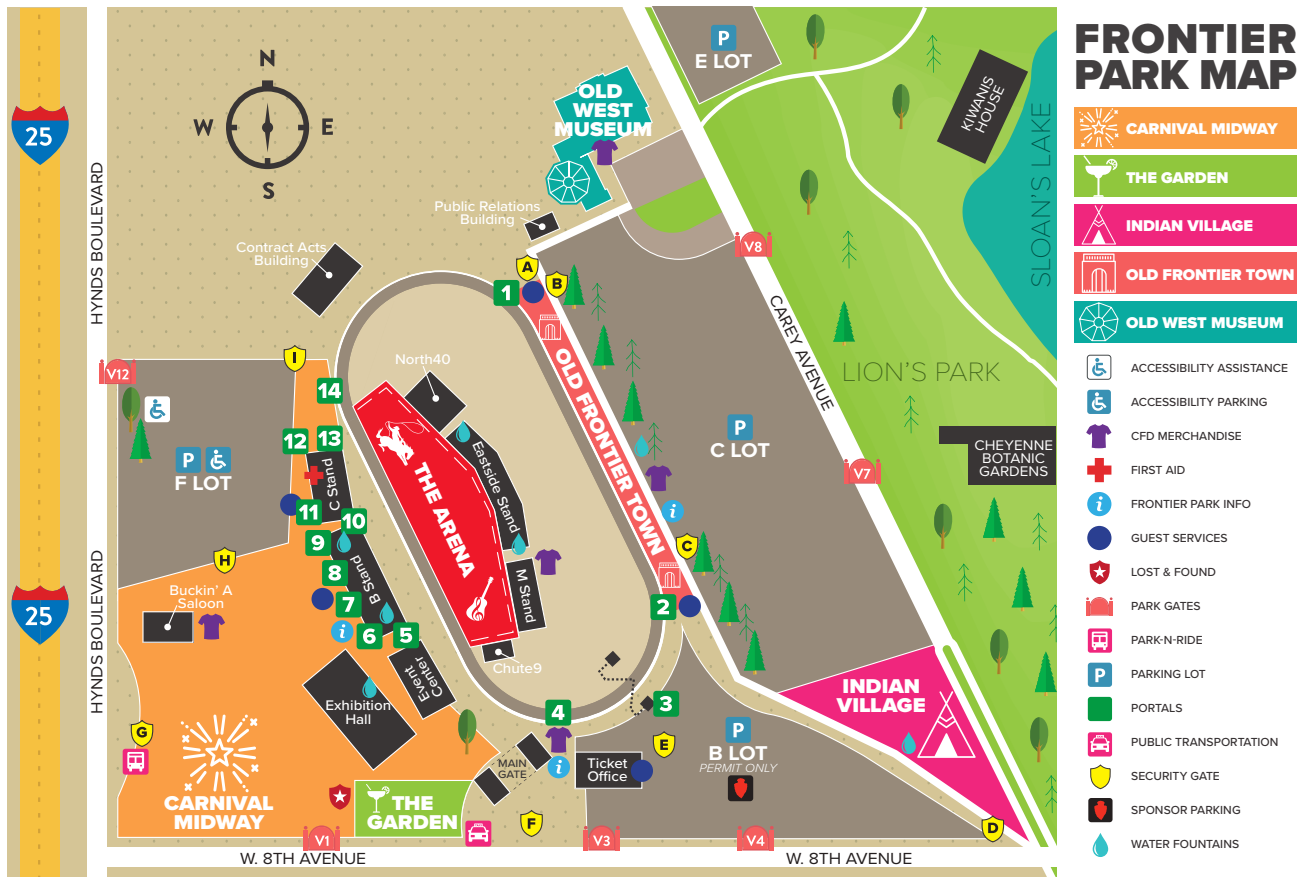 FRONTIER
PARK MAP
CARNIVAL MIDWAY
THE GARDEN
INDIAN VILLAGE
OLD FRONTIER TOWN
OLD WEST MUSEUM
ACCESSIBILITY ASSISTANCE
ACCESSIBILITY PARKING
CFD MERCHANDISE
FIRST AID
i FRONTIER PARK INFO
GUEST SERVICES
LOST & FOUND
PARK GATES
PARK-N-RIDE
P PARKING LOT
PORTALS
PUBLIC TRANSPORTATION
SECURITY GATE
SPONSOR PARKING
WATER FOUNTAINS
N
W E
S
25
25
HYNDS BOULEVARD
HYNDS BOULEVARD
P
E LOT
KIWANIS
HOUSE
SLOAN'S LAKE
OLD
WEST
MUSEUM
Public Relations
Building
Contract Acts
Building
V8
CAREY AVENUE
LION'S PARK
V7
CHEYENNE
BOTANIC
GARDENS
A
B
1
OLD FRONTIER TOWN
P
C LOT
i
C
2
North40
Eastside Stand
THE ARENA
M Stand
Chute9
I
V12
14
13
12
P
F LOT
C Stand
11
10
9
B Stand
8
7
i
6
5
H
Buckin' A
Saloon
Event
Center
Exhibition
Hall
G
CARNIVAL
MIDWAY
THE
GARDEN
MAIN
GATE
4
i
Ticket
Office
3
E
P
B LOT
PERMIT ONLY
INDIAN
VILLAGE
D
F
V1
V3
V4
W. 8TH AVENUE
W. 8TH AVENUE